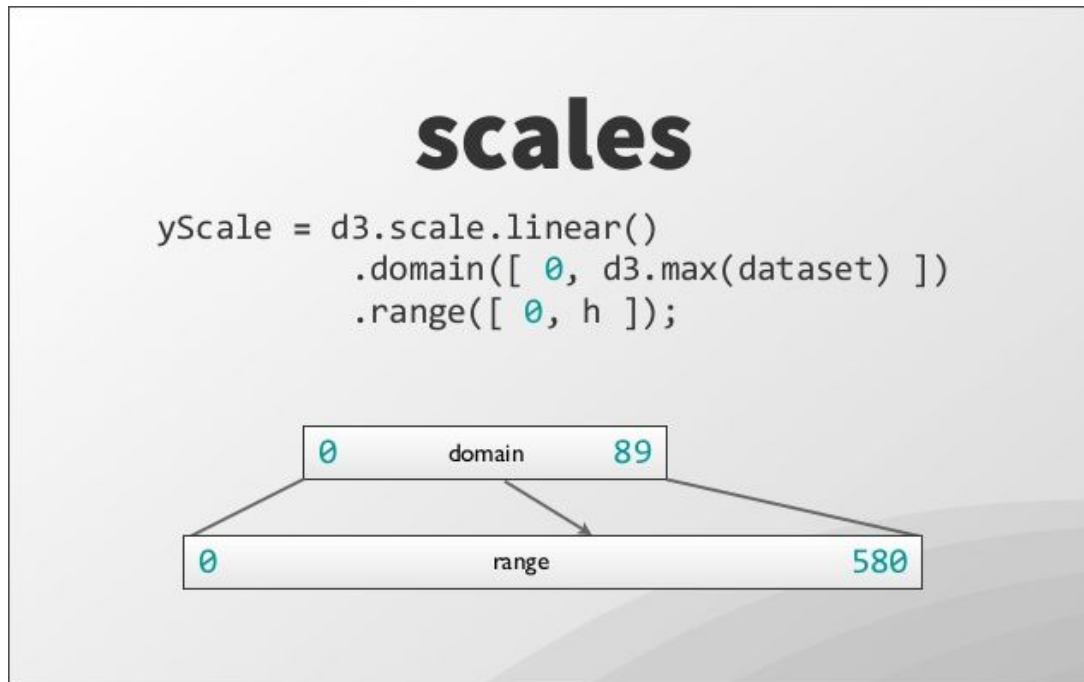 scales
yScale = d3.scale.linear()
.domain([ 0, d3.max(dataset) ])
.range([ 0, h ]);
0 domain 89
0 range 580